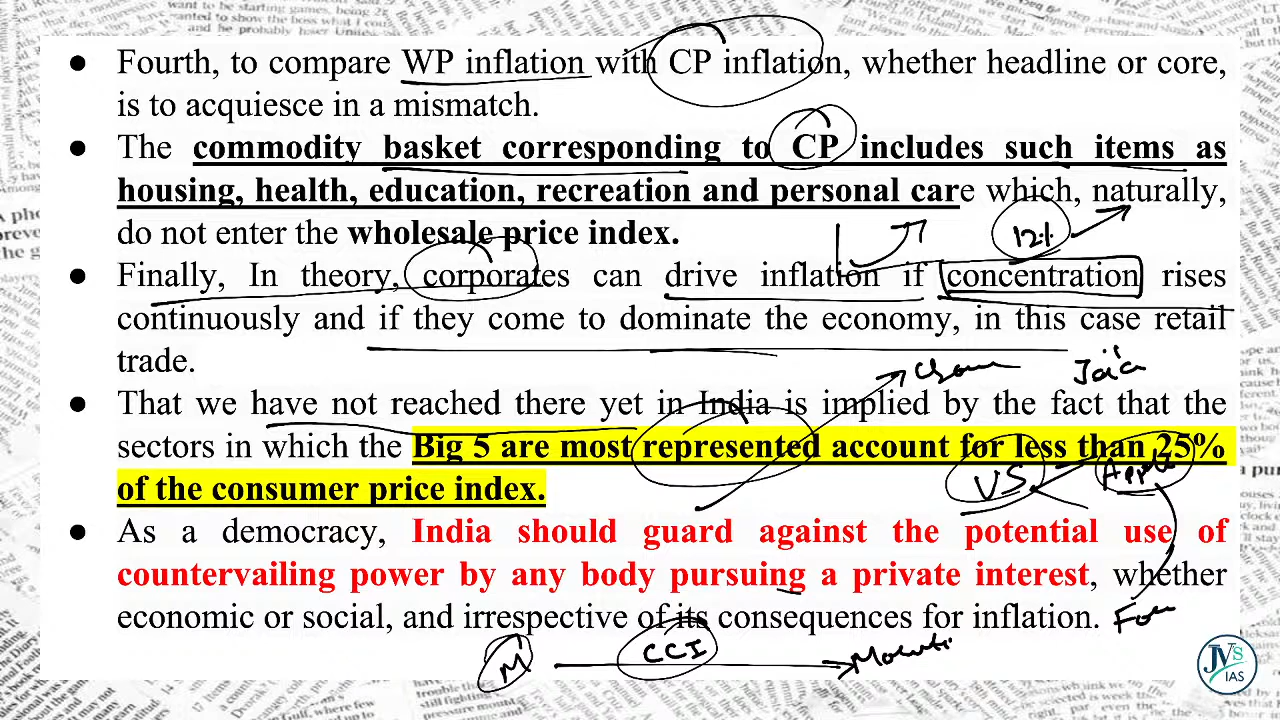 ● Fourth, to compare WP inflation with CP inflation, whether headline or core,
is to acquiesce in a mismatch.
● The commodity basket corresponding to CP includes such items as
housing, health, education, recreation and personal care which, naturally,
do not enter the wholesale price index.
12%
● Finally, In theory, corporates can drive inflation if concentration rises
continuously and if they come to dominate the economy, in this case retail
trade.
● That we have not reached there yet in India is implied by the fact that the
sectors in which the Big 5 are most represented account for less than 25%
of the consumer price index.
US Apple
● As a democracy, India should guard against the potential use of
countervailing power by any body pursuing a private interest, whether
economic or social, and irrespective of its consequences for inflation.
M CCI Maruti
JVS
IAS